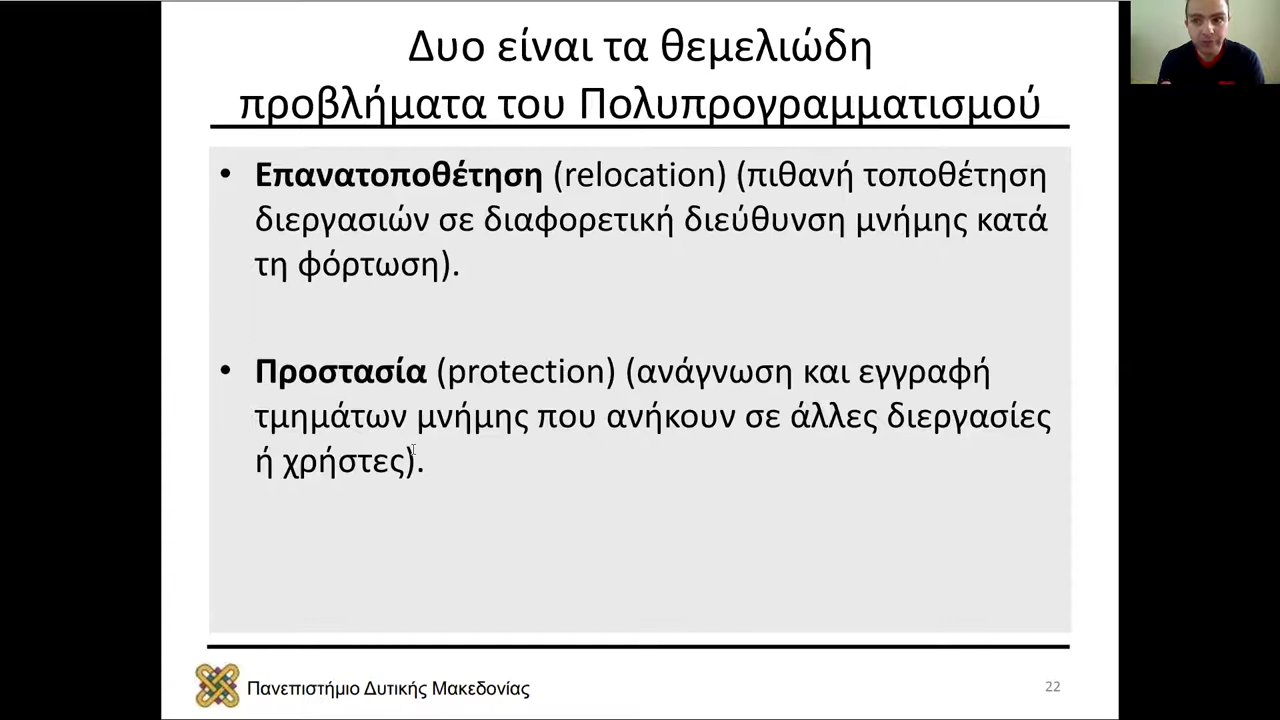 Δυο είναι τα θεμελιώδη
προβλήματα του Πολυπρογραμματισμού
• Επανατοποθέτηση (relocation) (πιθανή τοποθέτηση
διεργασιών σε διαφορετική διεύθυνση μνήμης κατά
τη φόρτωση).
• Προστασία (protection) (ανάγνωση και εγγραφή
τμημάτων μνήμης που ανήκουν σε άλλες διεργασίες
ή χρήστες).
Πανεπιστήμιο Δυτικής Μακεδονίας
22